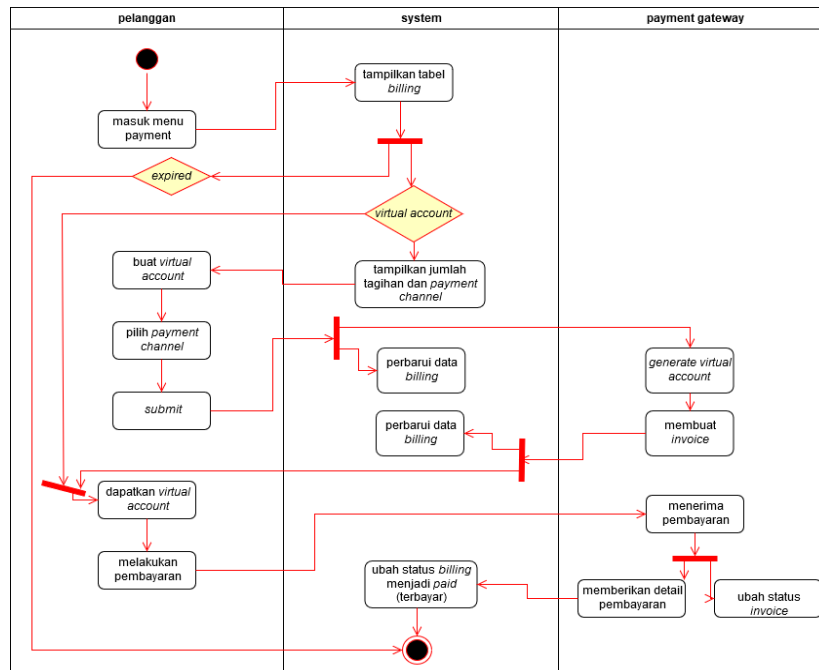 pelanggan
system
payment gateway
tampilkan tabel
billing
masuk menu
payment
expired
virtual account
buat virtual
account
tampilkan jumlah
tagihan dan payment
channel
pilih payment
channel
perbarui data
billing
generate virtual
account
submit
perbarui data
billing
membuat
invoice
dapatkan virtual
account
menerima
pembayaran
melakukan
pembayaran
ubah status billing
menjadi paid
(terbayar)
memberikan detail
pembayaran
ubah status
invoice